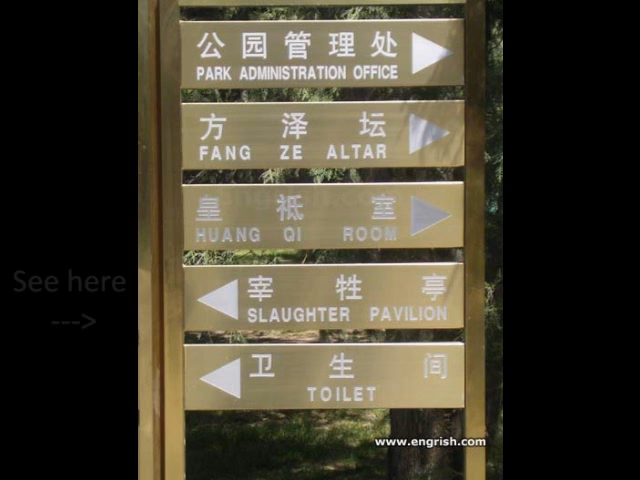 公园管理处
PARK ADMINISTRATION OFFICE
方泽坛
FANG ZE ALTAR
皇祗室
HUANG QI ROOM
See here
--->
宰牲亭
SLAUGHTER PAVILION
卫生间
TOILET
www.engrish.com